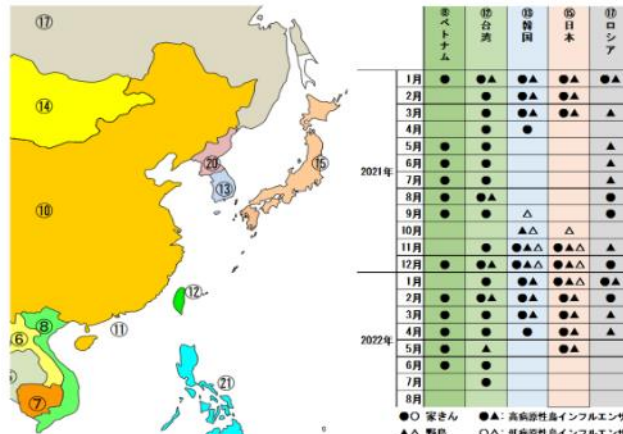 ⑰
⑭
⑳
⑮
⑬
⑩
⑫
⑪
⑧
⑥
⑦
㉑
⑧ベトナム ⑫台湾 ⑬韓国 ⑮日本 ⑰ロシア
2021年
1月 ● ●▲ ●▲ ●▲ ●▲
2月 ● ●▲ ●▲
3月 ● ●▲ ●▲ ▲
4月 ● ●
5月 ● ● ▲
6月 ● ● ▲
7月 ● ● ▲
8月 ● ●▲ ●
9月 ● ● △ ●
10月 ▲△ △
11月 ● ●▲△ ●▲△ ▲
12月 ● ●▲ ●▲△ ●▲△ ●
2022年
1月 ● ●▲ ●▲△ ●▲
2月 ● ●▲ ●▲ ●▲ ●
3月 ● ● ●▲ ●▲ ▲
4月 ● ● ● ●▲ ▲
5月 ● ▲ ●▲
6月 ● ●
7月 ●
8月
●○ 家きん ●▲:高病原性鳥インフルエンザ
▲△ 野鳥 ○△:低病原性鳥インフルエンザ